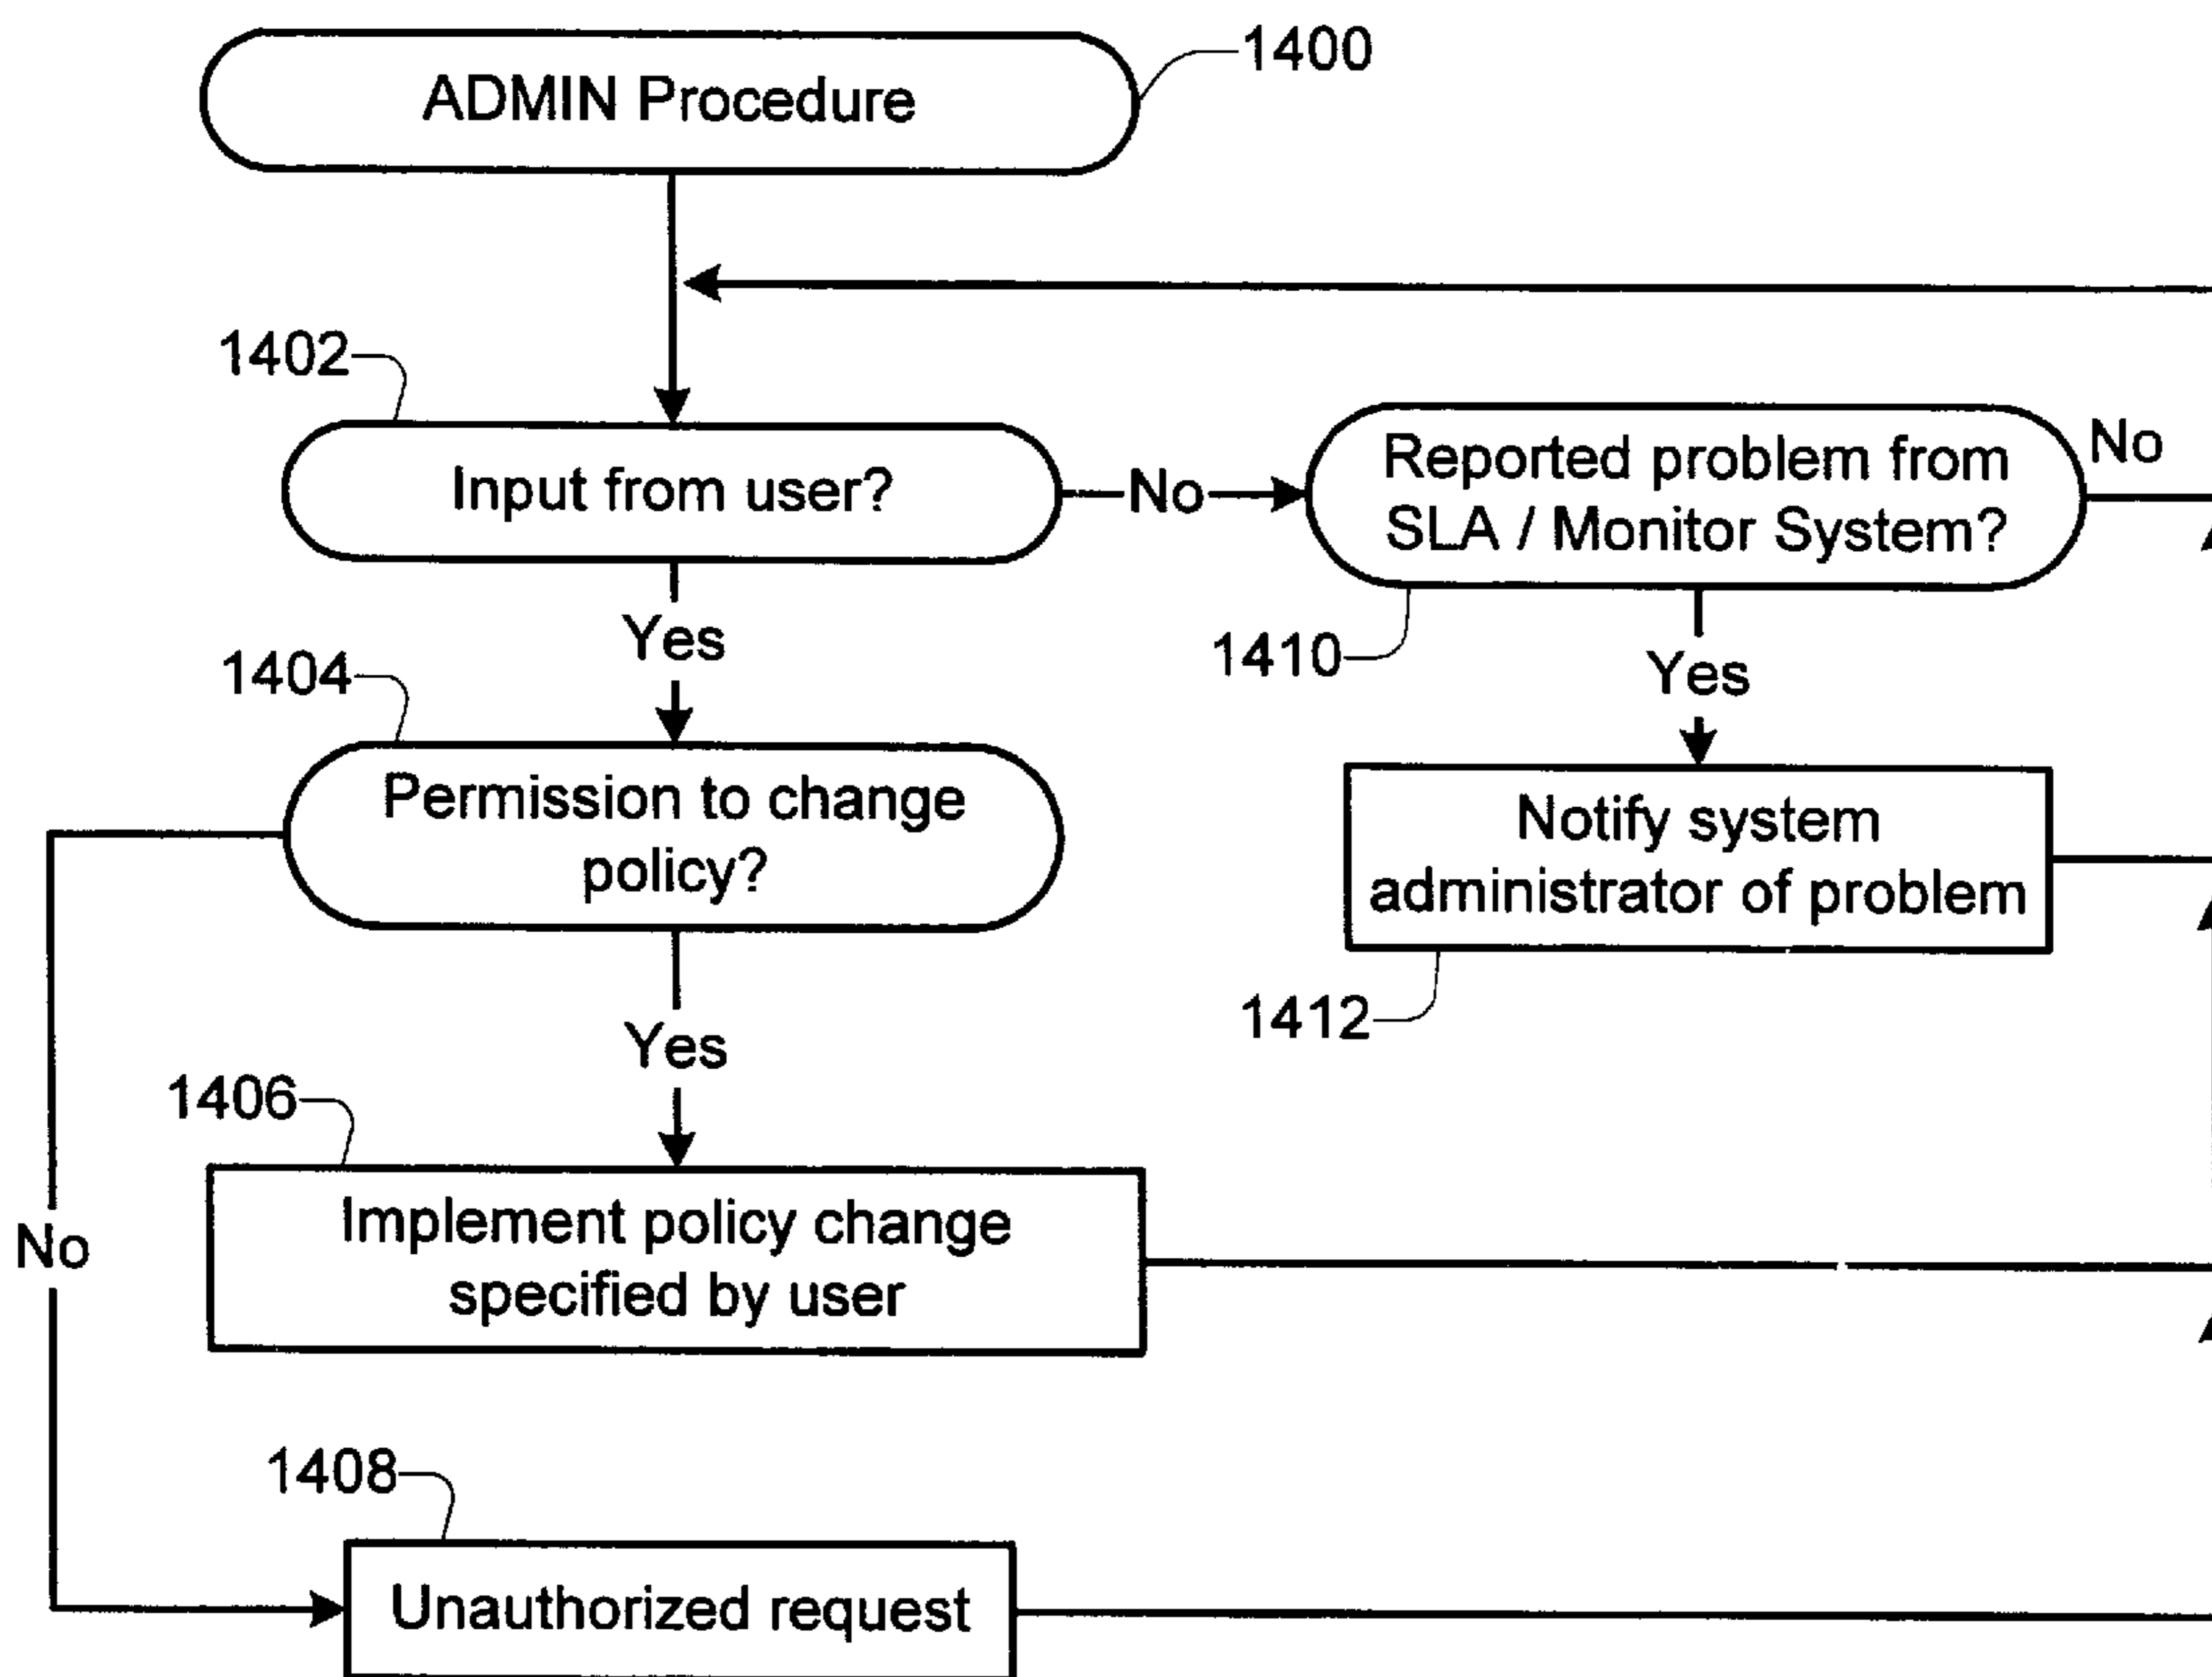 ADMIN Procedure
1400
1402
Input from user?
No
Reported problem from
SLA / Monitor System?
No
1410
Yes
Yes
1404
Permission to change
policy?
Notify system
administrator of problem
1412
Yes
1406
Implement policy change
specified by user
No
1408
Unauthorized request